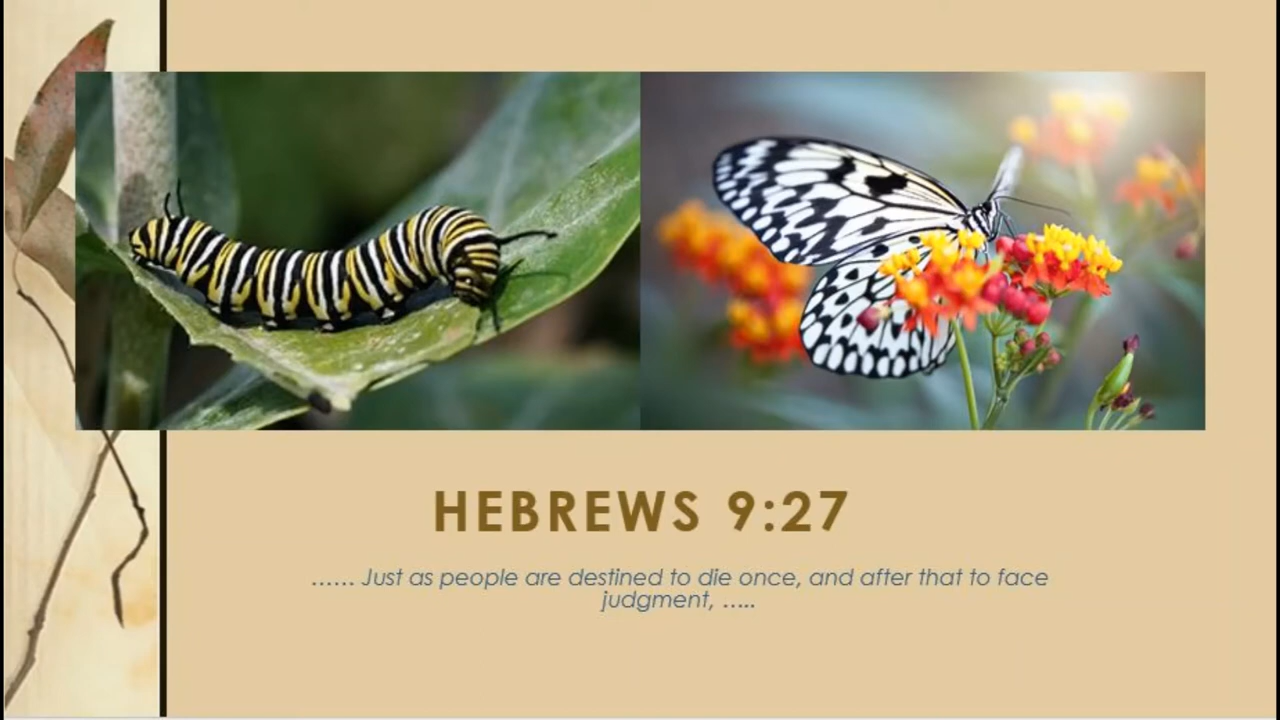 HEBREWS 9:27
…… Just as people are destined to die once, and after that to face
judgment, …..